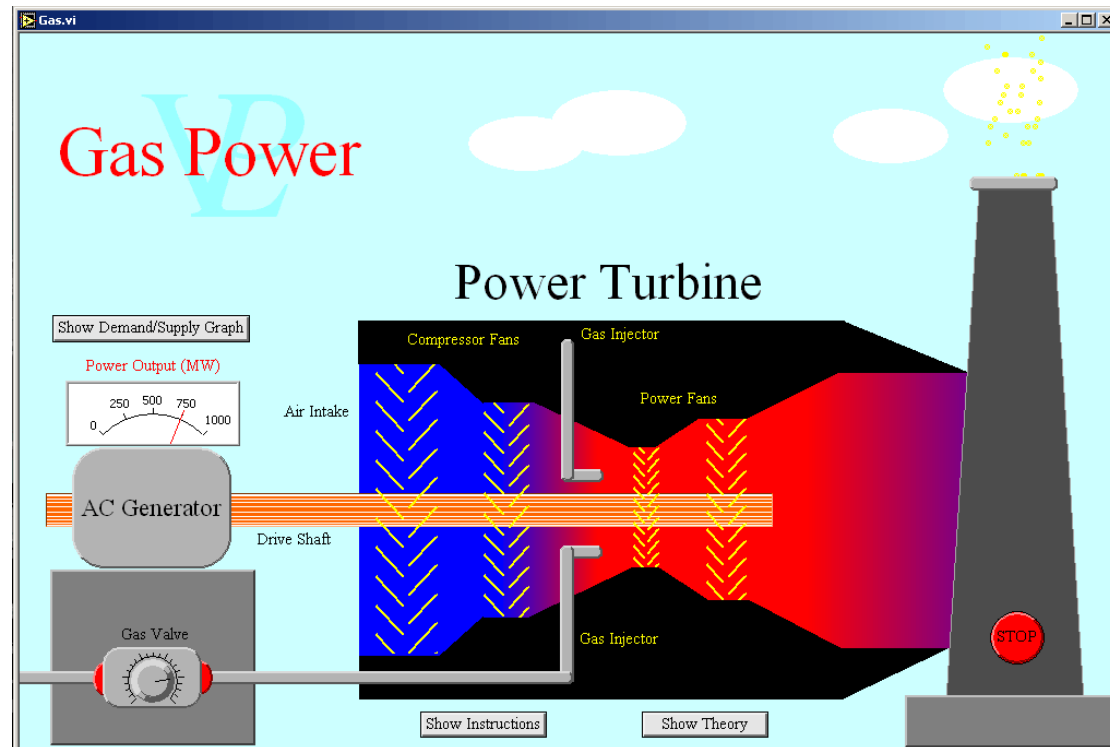 Gas.vi
VP
Gas Power
Power Turbine
Show Demand/Supply Graph
Power Output (MW)
0 250 500 750 1000
Compressor Fans
Gas Injector
Power Fans
Air Intake
AC Generator
Drive Shaft
Gas Valve
Gas Injector
STOP
Show Instructions
Show Theory